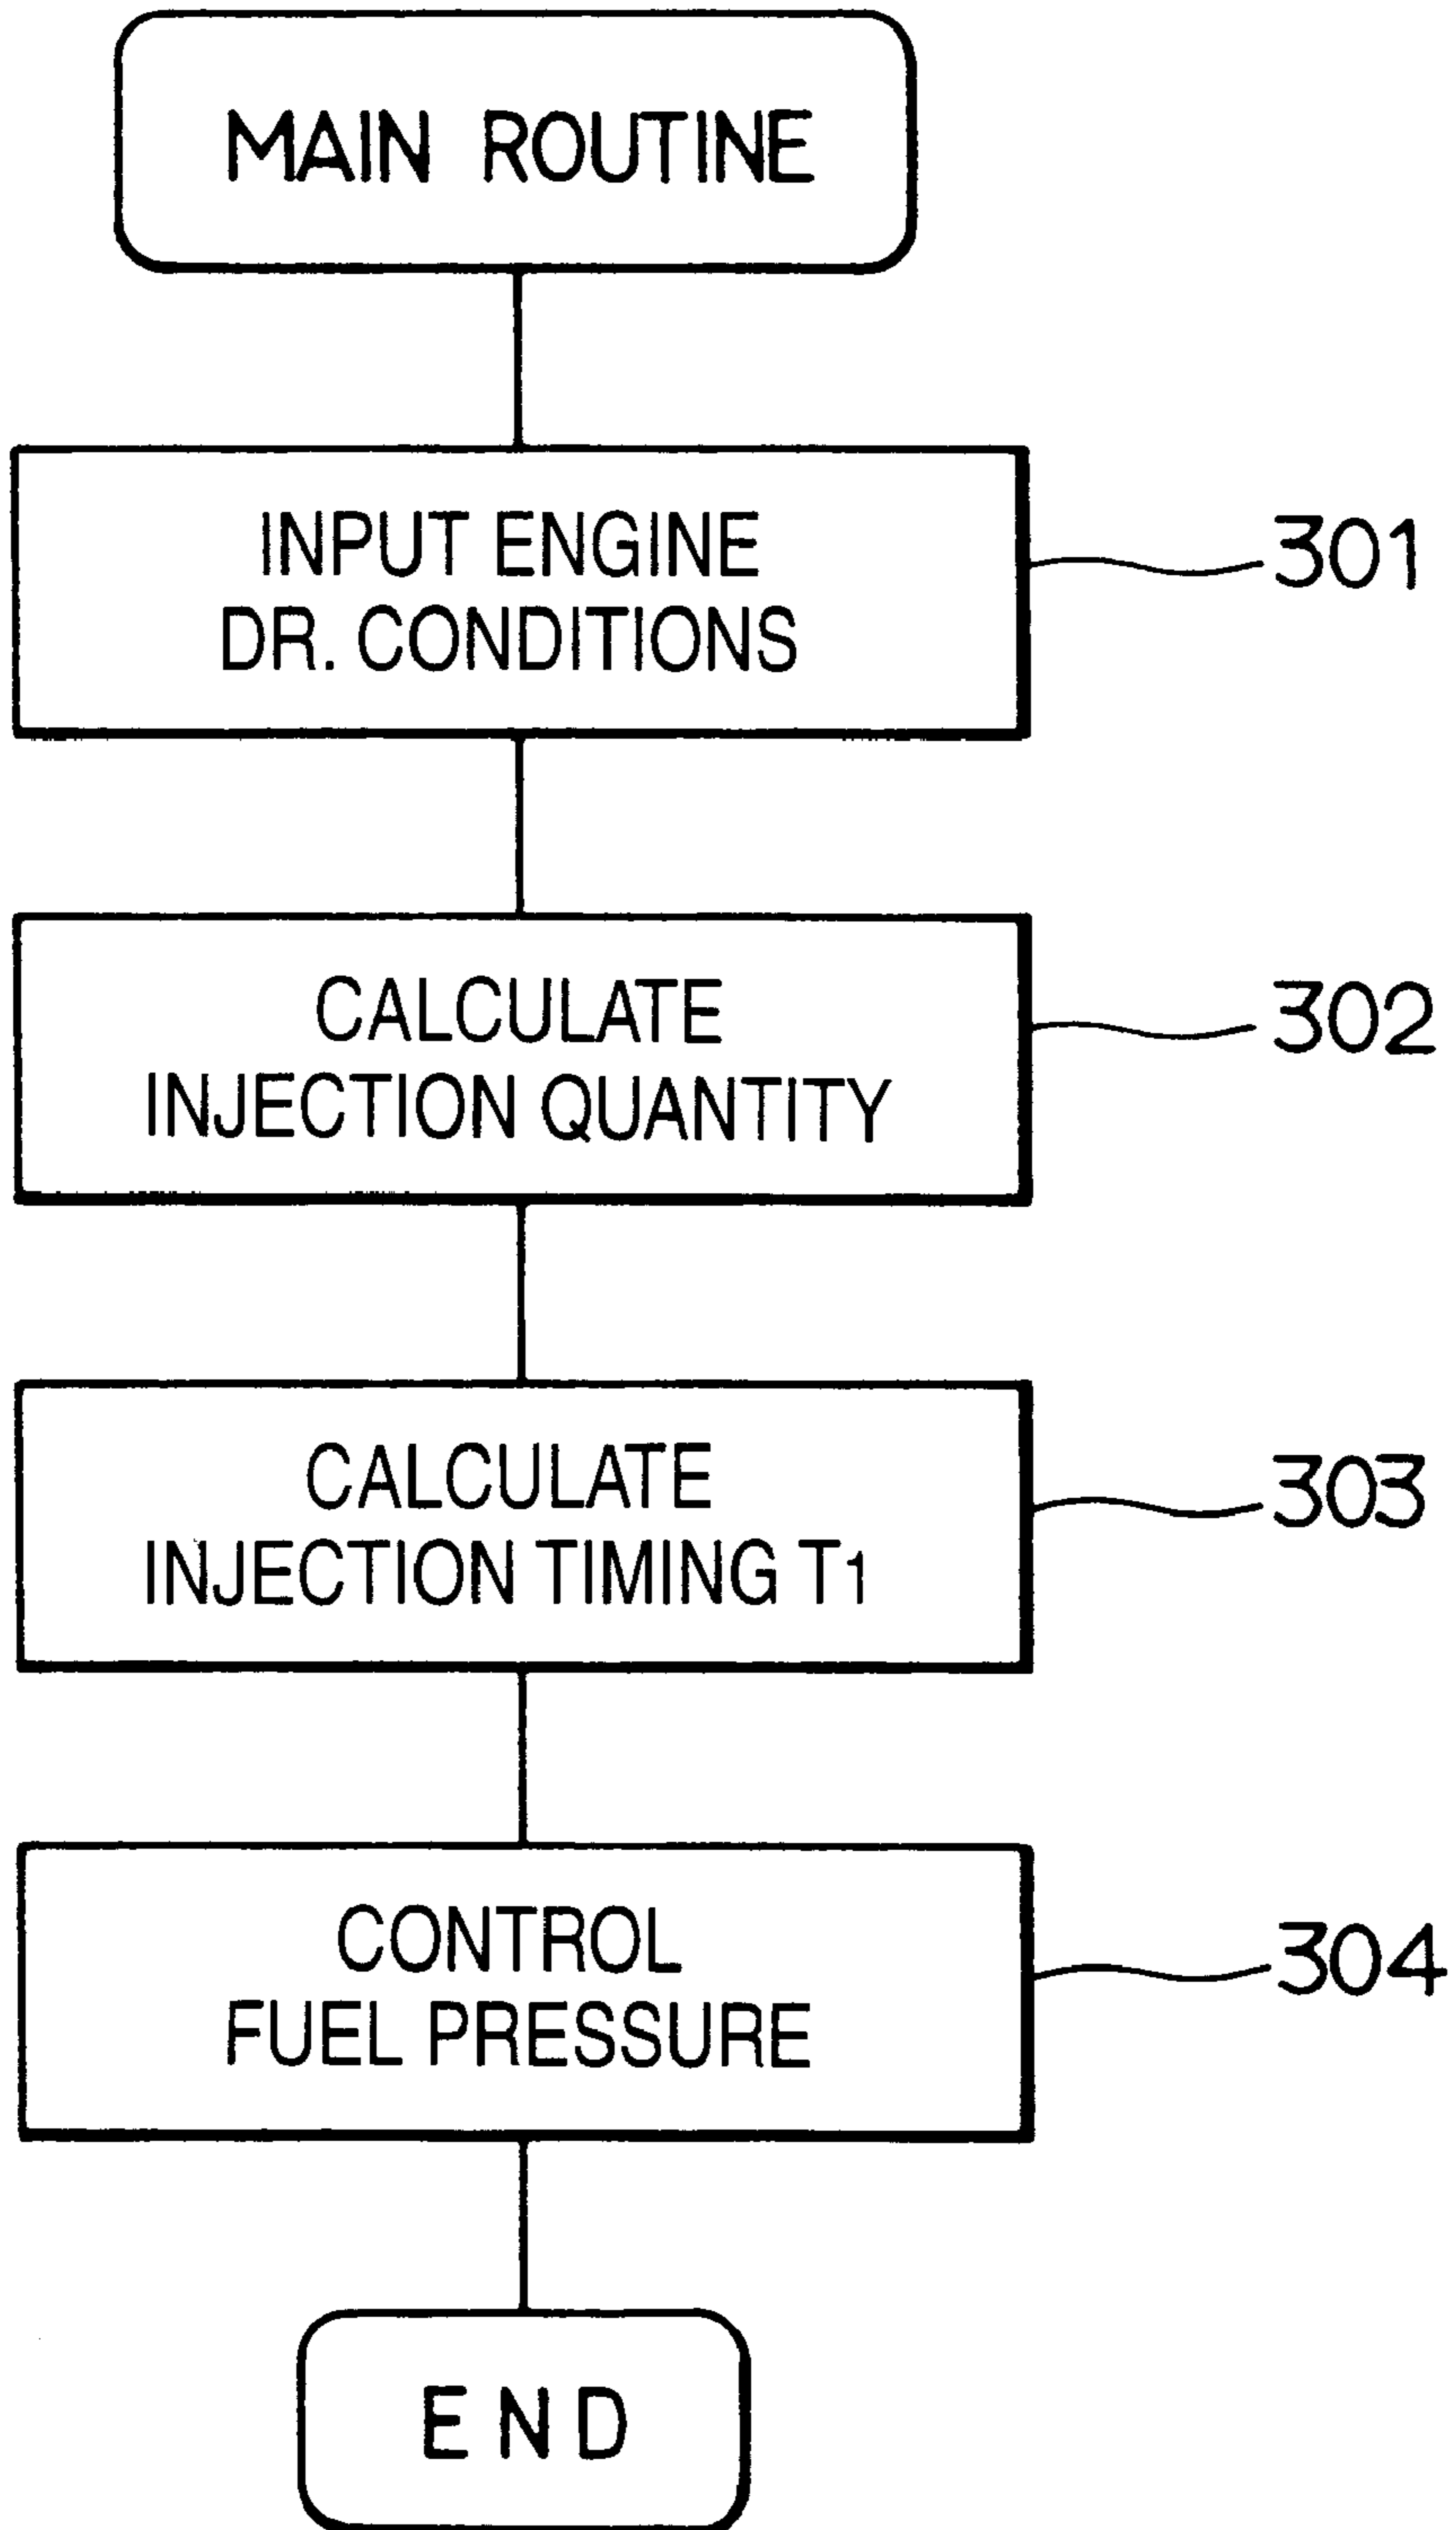 MAIN ROUTINE
INPUT ENGINE
DR. CONDITIONS
301
CALCULATE
INJECTION QUANTITY
302
CALCULATE
INJECTION TIMING T1
303
CONTROL
FUEL PRESSURE
304
END